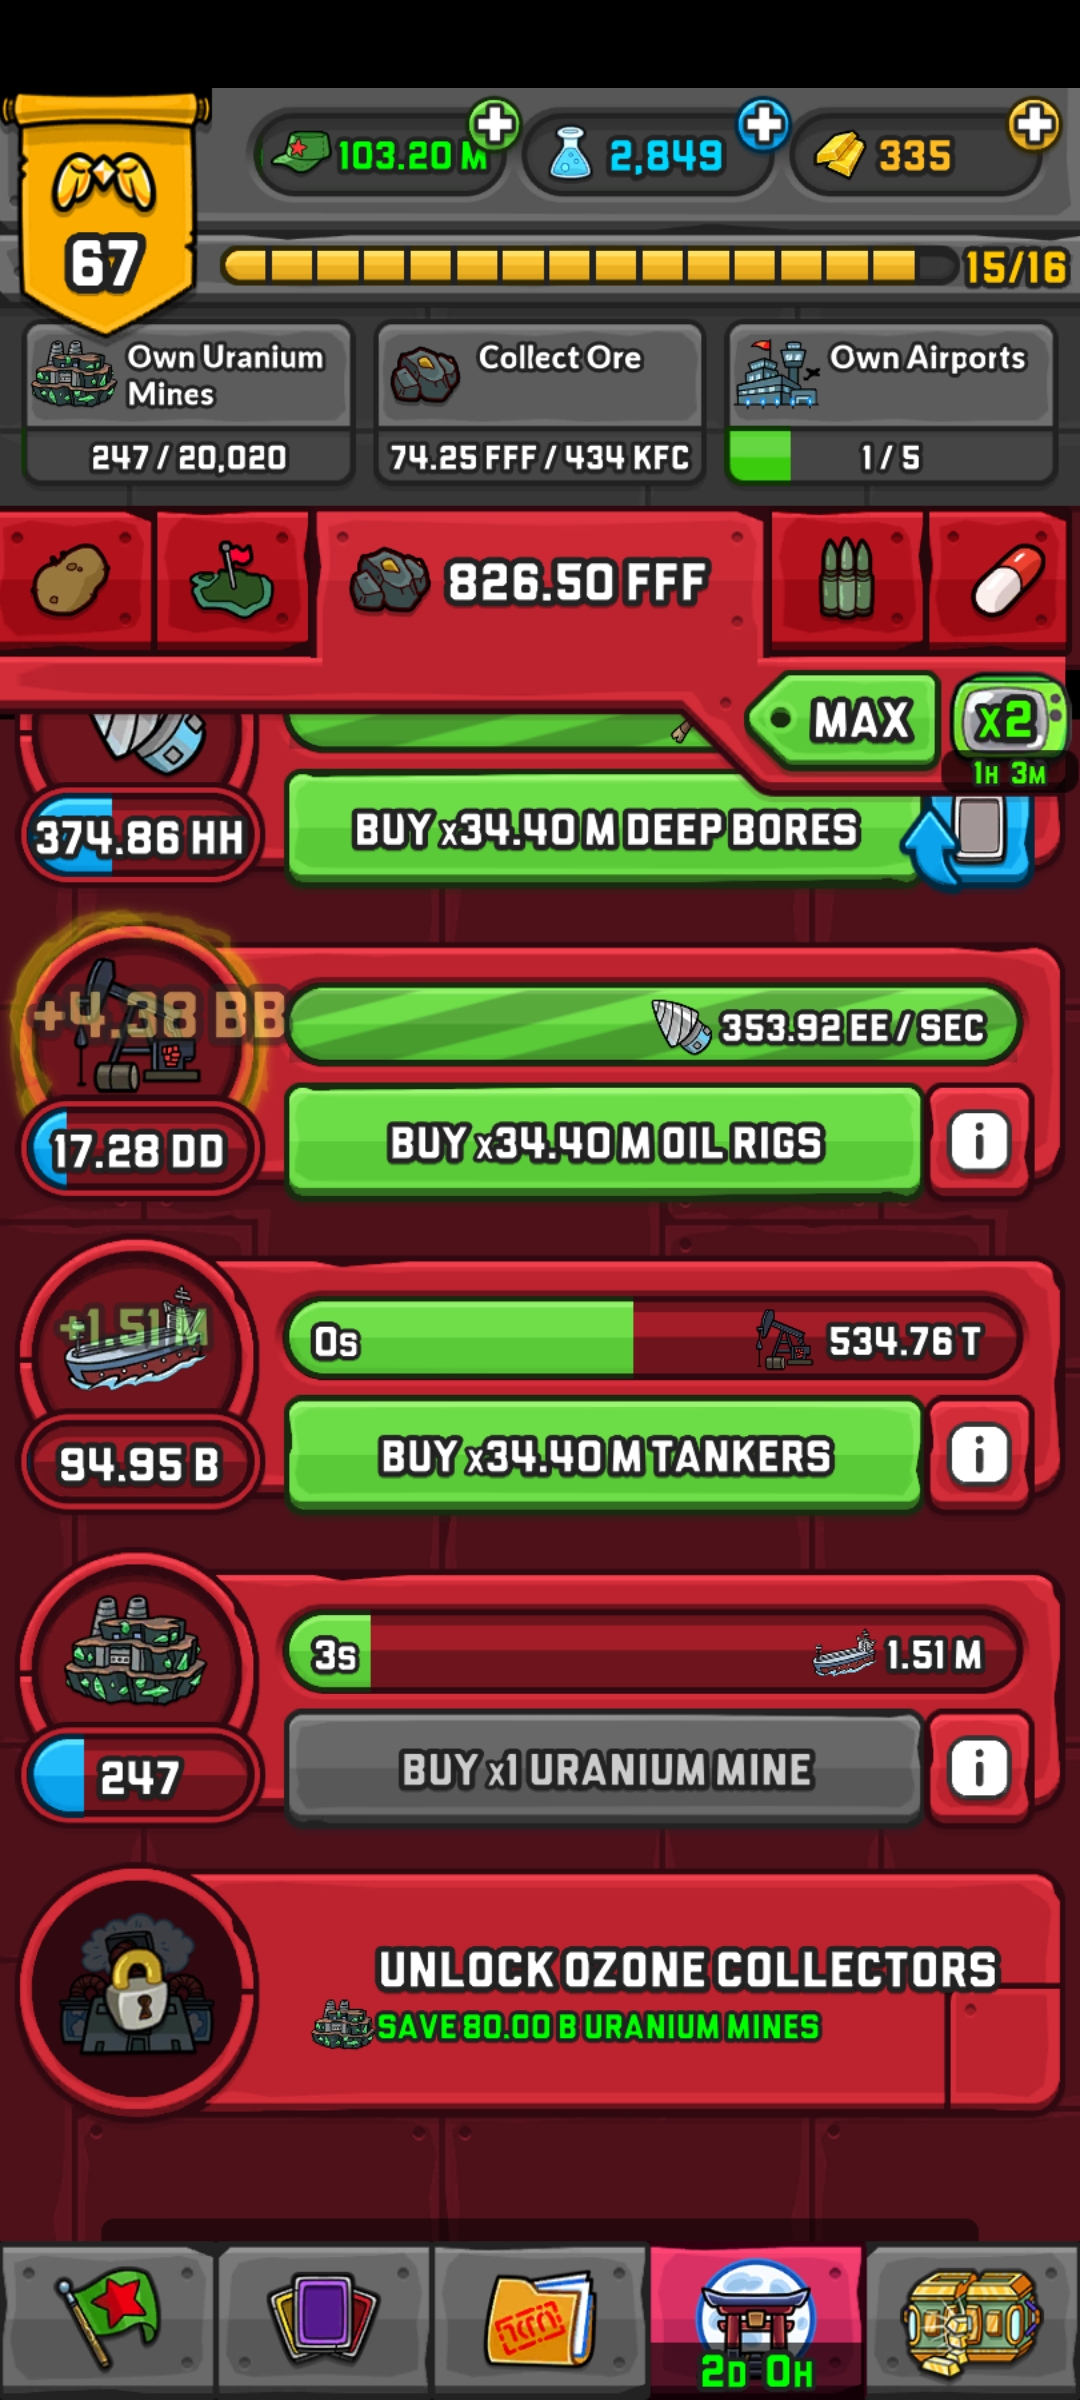 103.20 M
2,849
335
67
15/16
Own Uranium
Mines
247 / 20,020
Collect Ore
74.25 FFF / 434 KFC
Own Airports
1 / 5
826.50 FFF
MAX
x2
1H 3M
374.86 HH
BUY x34.40 M DEEP BORES
+4.38 BB
353.92 EE / SEC
17.28 DD
BUY x34.40 M OIL RIGS
i
+1.51 M
0s
534.76 T
94.95 B
BUY x34.40 M TANKERS
i
3s
1.51 M
247
BUY x1 URANIUM MINE
i
UNLOCK OZONE COLLECTORS
SAVE 80.00 B URANIUM MINES
2D 0H